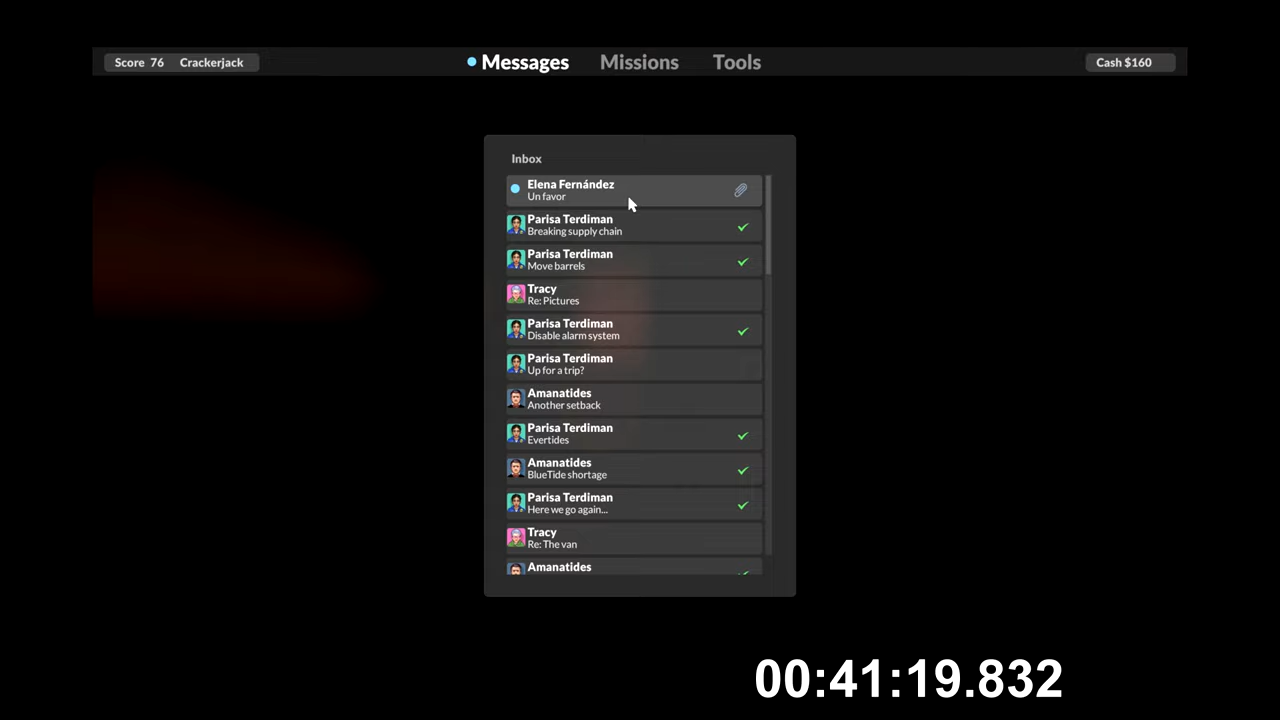 Score 76 Crackerjack
Messages Missions Tools
Cash $160
Inbox
Elena Fernández
Un favor
Parisa Terdiman
Breaking supply chain
Parisa Terdiman
Move barrels
Tracy
Re: Pictures
Parisa Terdiman
Disable alarm system
Parisa Terdiman
Up for a trip?
Amanatides
Another setback
Parisa Terdiman
Evertides
Amanatides
BlueTide shortage
Parisa Terdiman
Here we go again...
Tracy
Re: The van
Amanatides
00:41:19.832